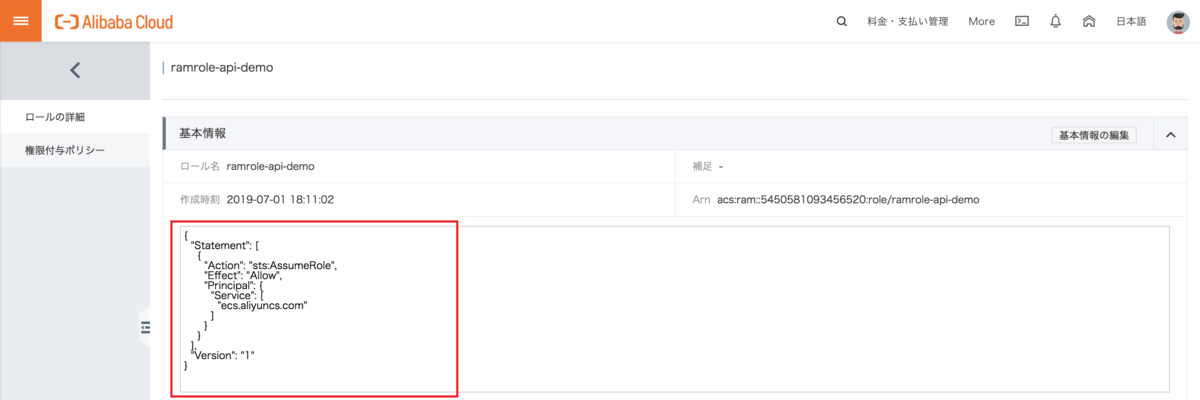 Alibaba Cloud
料金・支払い管理 More 日本語
ramrole-api-demo
ロールの詳細
権限付与ポリシー
基本情報 基本情報の編集
ロール名 ramrole-api-demo 補足 -
作成時刻 2019-07-01 18:11:02 Arn acs:ram::5450581093456520:role/ramrole-api-demo
{
"Statement": [
{
"Action": "sts:AssumeRole",
"Effect": "Allow",
"Principal": {
"Service": [
"ecs.aliyuncs.com"
]
}
}
],
"Version": "1"
}